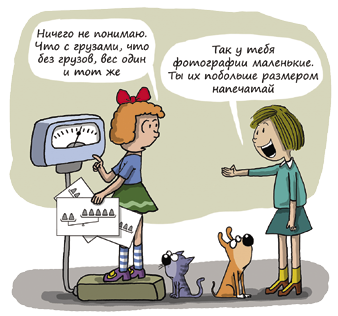 Ничего не понимаю.
Что с грузами, что
без грузов, вес один
и тот же
Так у тебя
фотографии маленькие.
Ты их побольше размером
напечатай